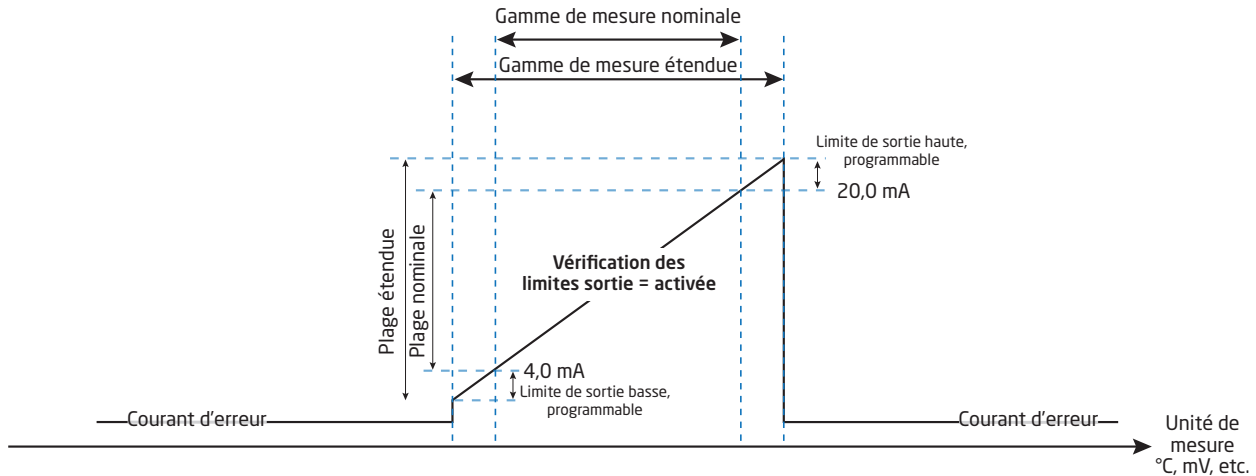 Gamme de mesure nominale
Gamme de mesure étendue
Limite de sortie haute,
programmable
20,0 mA
Plage étendue
Plage nominale
Vérification des
limites sortie = activée
4,0 mA
Limite de sortie basse,
programmable
Courant d'erreur
Courant d'erreur
Unité de
mesure
°C, mV, etc.